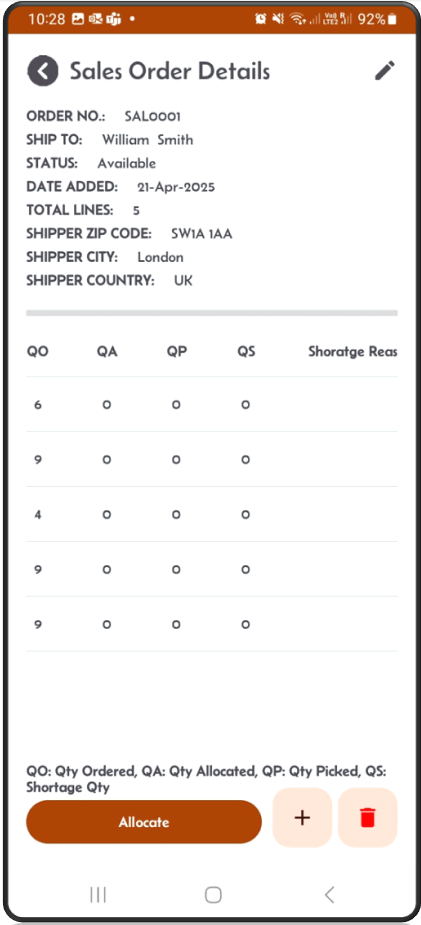 10:28 92%
Sales Order Details
ORDER NO.: SAL0001
SHIP TO: William Smith
STATUS: Available
DATE ADDED: 21-Apr-2025
TOTAL LINES: 5
SHIPPER ZIP CODE: SW1A 1AA
SHIPPER CITY: London
SHIPPER COUNTRY: UK
QO QA QP QS Shoratge Reas
6 0 0 0
9 0 0 0
4 0 0 0
9 0 0 0
9 0 0 0
QO: Qty Ordered, QA: Qty Allocated, QP: Qty Picked, QS:
Shortage Qty
Allocate